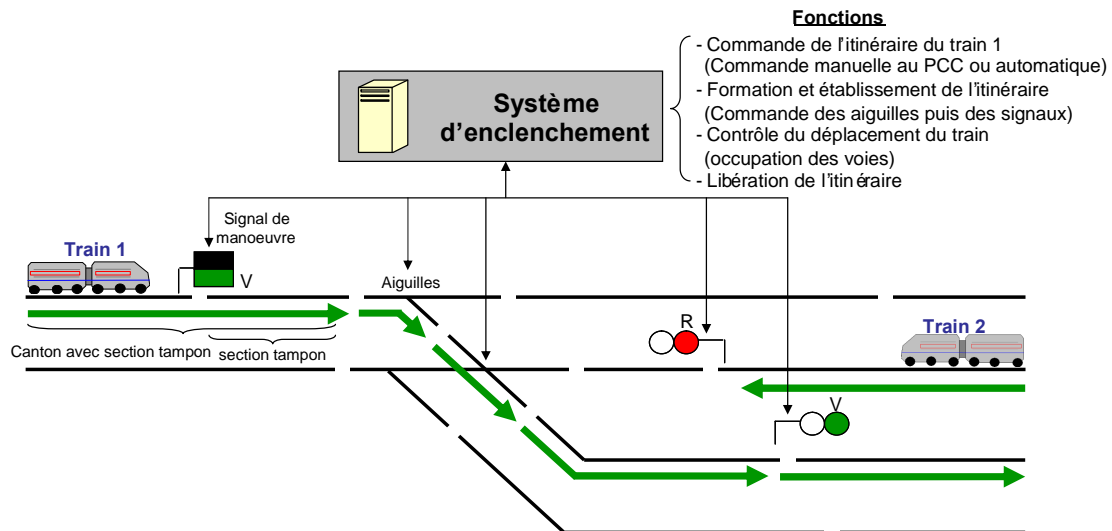 Fonctions
- Commande de l'itinéraire du train 1
(Commande manuelle au PCC ou automatique)
- Formation et établissement de l'itinéraire
(Commande des aiguilles puis des signaux)
- Contrôle du déplacement du train
(occupation des voies)
- Libération de l'itinéraire
Système
d'enclenchement
Signal de
manoeuvre
Train 1
V
Aiguilles
R
Train 2
Canton avec section tampon
section tampon
V